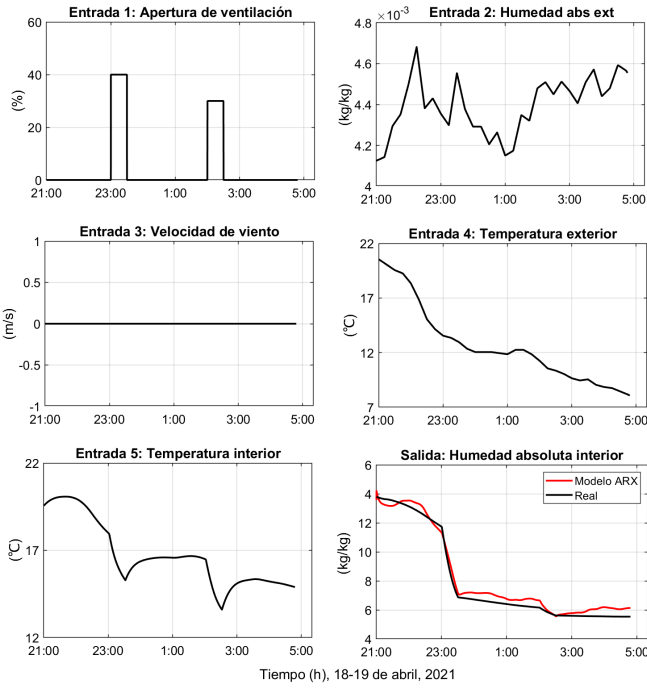 Entrada 1: Apertura de ventilación
60
40
20
0
(%)
21:00 23:00 1:00 3:00 5:00
Entrada 2: Humedad abs ext
×10⁻³
4.8
4.6
4.4
4.2
4
(kg/kg)
21:00 23:00 1:00 3:00 5:00
Entrada 3: Velocidad de viento
1
0.5
0
-0.5
-1
(m/s)
21:00 23:00 1:00 3:00 5:00
Entrada 4: Temperatura exterior
22
17
12
7
(℃)
21:00 23:00 1:00 3:00 5:00
Entrada 5: Temperatura interior
22
17
12
(℃)
21:00 23:00 1:00 3:00 5:00
Salida: Humedad absoluta interior
Modelo ARX
Real
6
4
12
10
8
6
4
(kg/kg)
21:00 23:00 1:00 3:00 5:00
Tiempo (h), 18-19 de abril, 2021